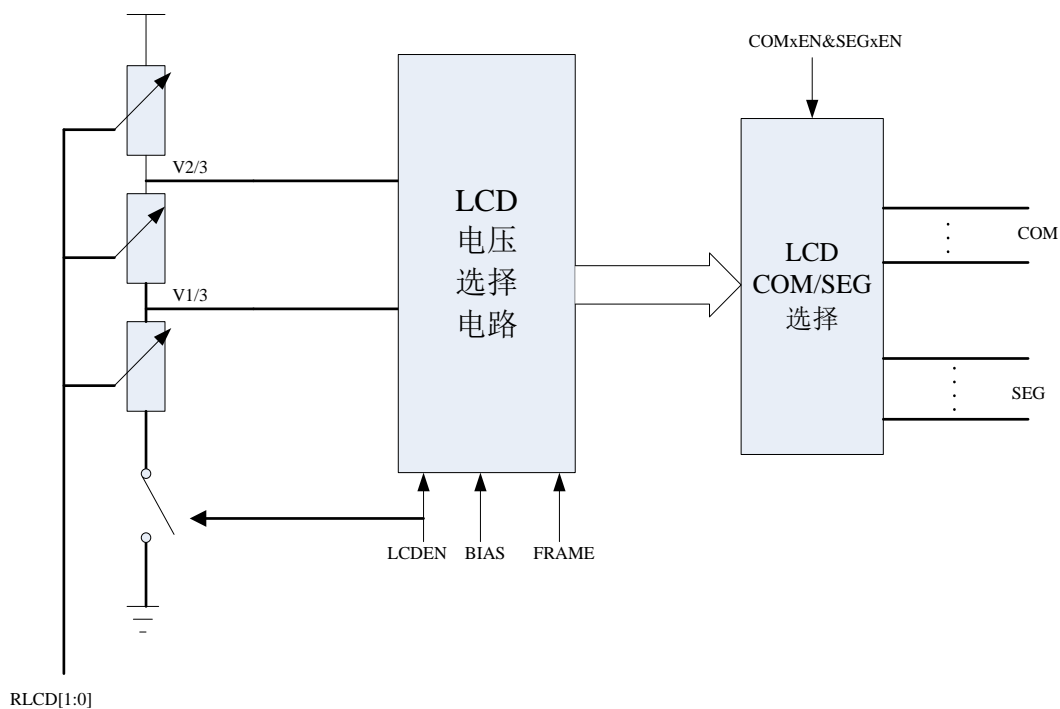 COMxEN&SEGxEN
V2/3
LCD
电压
选择
电路
LCD
COM/SEG
选择
COM
V1/3
SEG
LCDEN
BIAS
FRAME
RLCD[1:0]